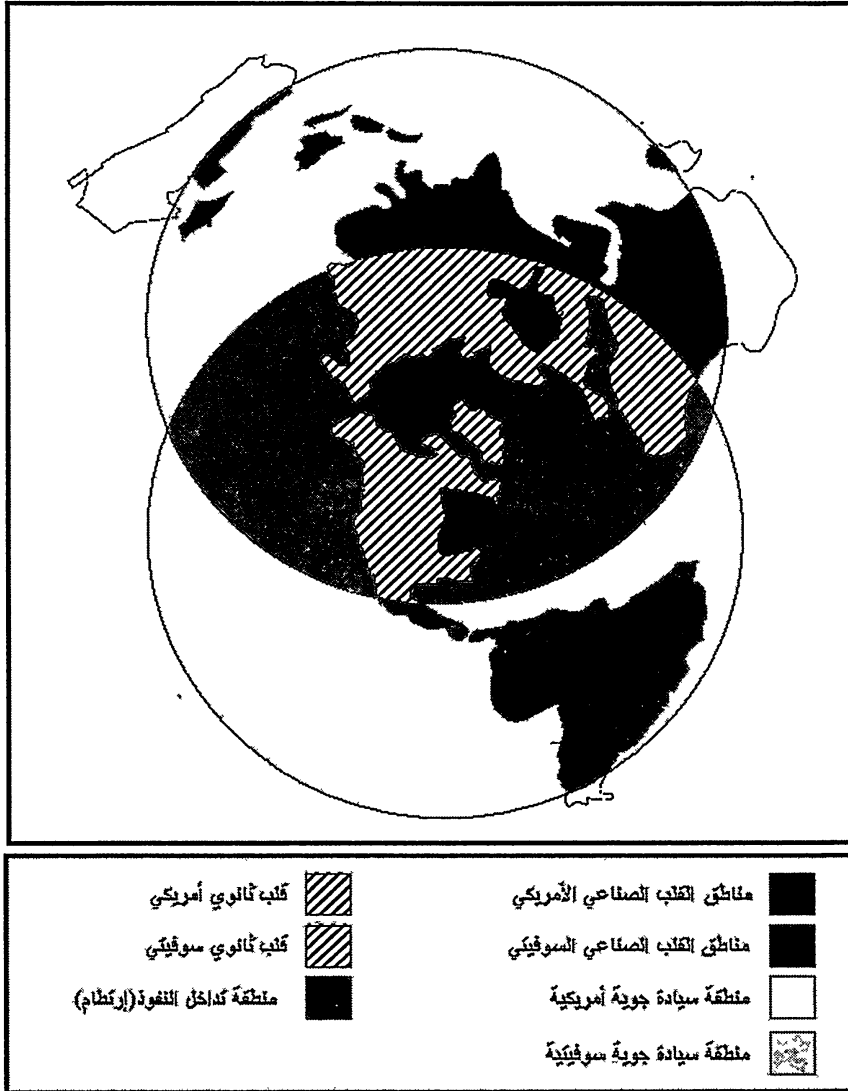 مناطق القلب الصناعي الأمريكي
مناطق القلب الصناعي السوفيتي
منطقة سيادة جوية أمريكية
منطقة سيادة جوية سوفيتية
قلب ثانوي أمريكي
قلب ثانوي سوفيتي
منطقة تداخل النفوذ (إرتطام)